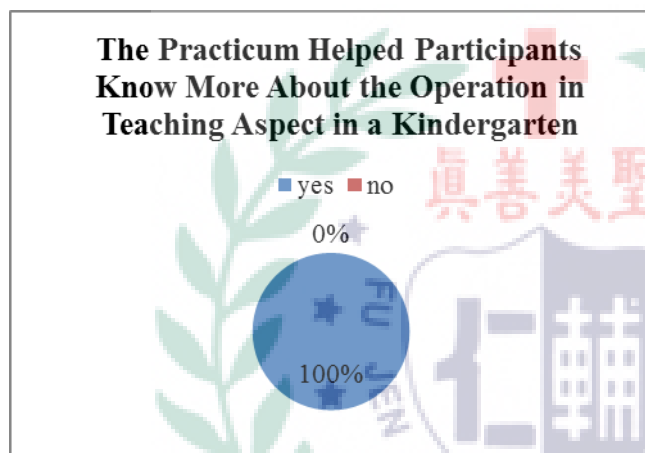 The Practicum Helped Participants
Know More About the Operation in
Teaching Aspect in a Kindergarten
yes no
0%
100%
眞善美聖
FU JEN
仁輔